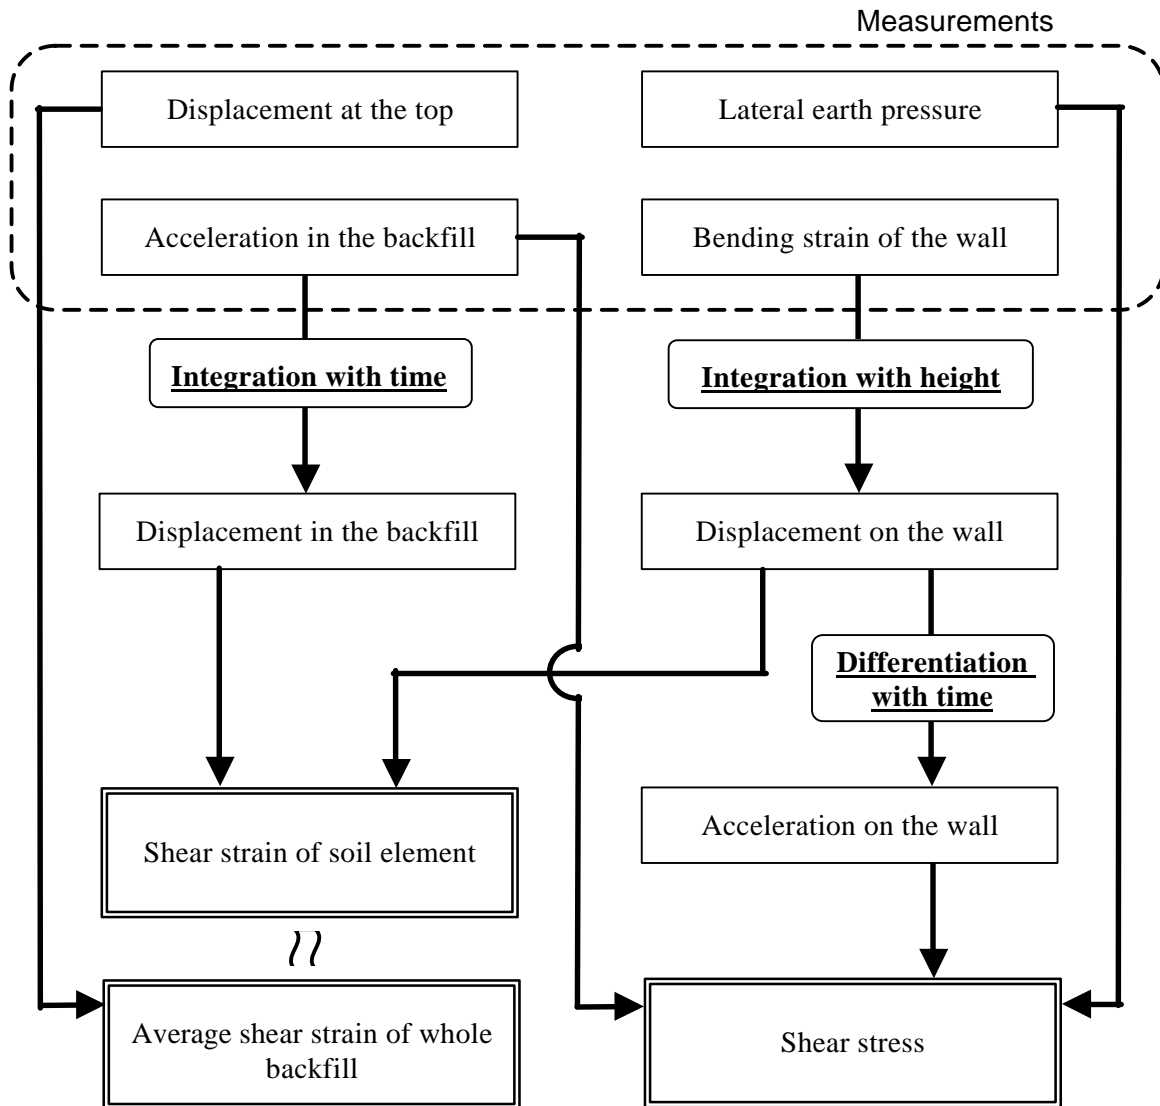 Measurements
Displacement at the top
Lateral earth pressure
Acceleration in the backfill
Bending strain of the wall
Integration with time
Integration with height
Displacement in the backfill
Displacement on the wall
Differentiation
with time
Shear strain of soil element
Acceleration on the wall
Average shear strain of whole
backfill
Shear stress